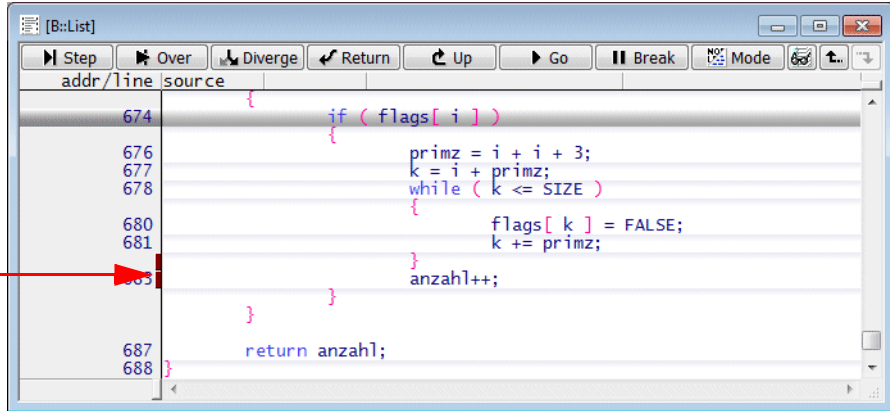 [B::List]
Step Over Diverge Return Up Go Break Mode
addr/line source
{
674 if ( flags[ i ] )
{
676 primz = i + i + 3;
677 k = i + primz;
678 while ( k <= SIZE )
{
680 flags[ k ] = FALSE;
681 k += primz;
}
683 anzahl++;
}
}
687 return anzahl;
688 }